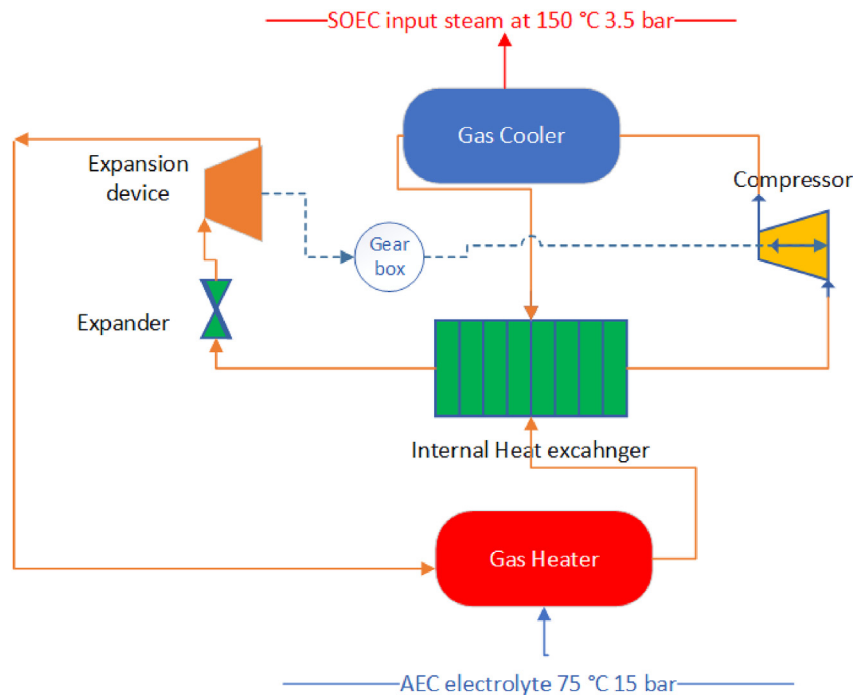 SOEC input steam at 150 °C 3.5 bar
Gas Cooler
Expansion
device
Compressor
Gear
box
Expander
Internal Heat excahnger
Gas Heater
AEC electrolyte 75 °C 15 bar